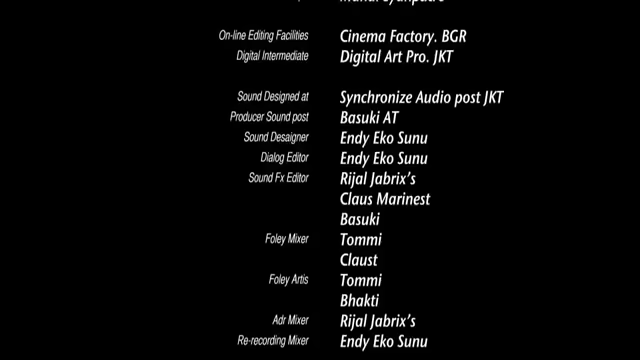 On-line Editing Facilities Cinema Factory. BGR
Digital Intermediate Digital Art Pro. JKT
Sound Designed at Synchronize Audio post JKT
Producer Sound post Basuki AT
Sound Desaigner Endy Eko Sunu
Dialog Editor Endy Eko Sunu
Sound Fx Editor Rijal Jabrix's
Claus Marinest
Basuki
Foley Mixer Tommi
Claust
Foley Artis Tommi
Bhakti
Adr Mixer Rijal Jabrix's
Re-recording Mixer Endy Eko Sunu